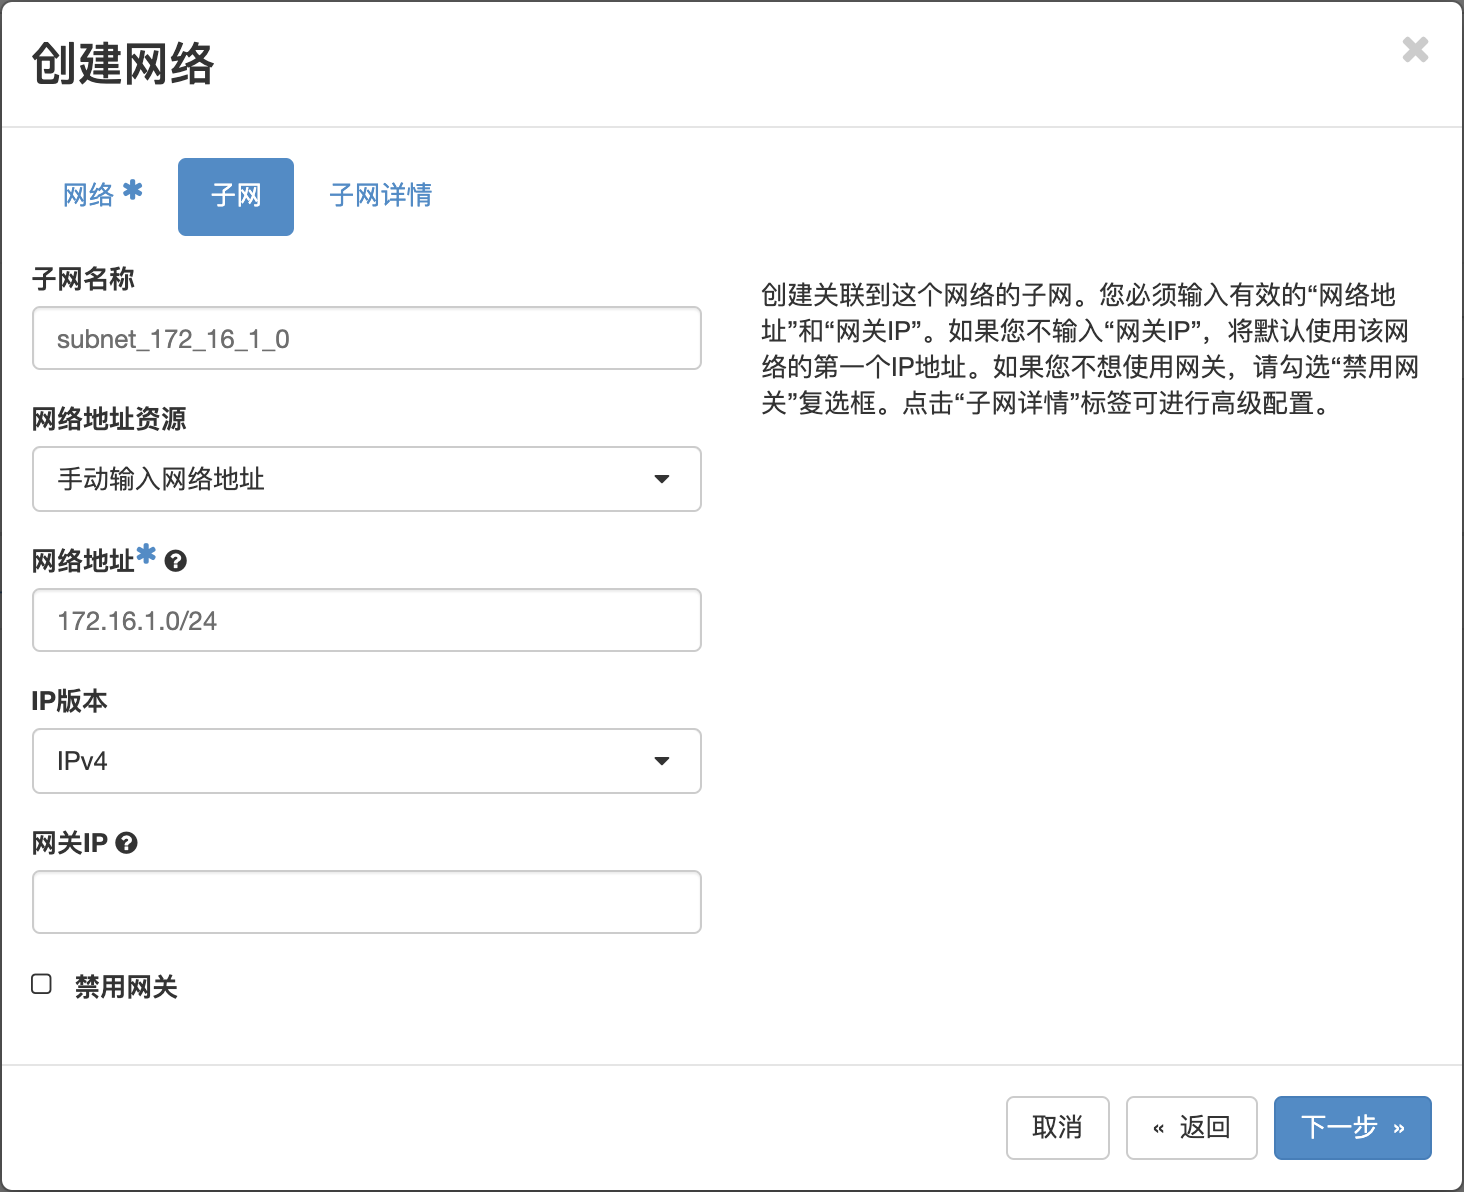 创建网络
网络 * 子网 子网详情
子网名称
subnet_172_16_1_0
网络地址资源
手动输入网络地址
网络地址*
172.16.1.0/24
IP版本
IPv4
网关IP
禁用网关
创建关联到这个网络的子网。您必须输入有效的“网络地
址”和“网关IP”。如果您不输入“网关IP”，将默认使用该网
络的第一个IP地址。如果您不想使用网关，请勾选“禁用网
关”复选框。点击“子网详情”标签可进行高级配置。
取消 « 返回 下一步 »